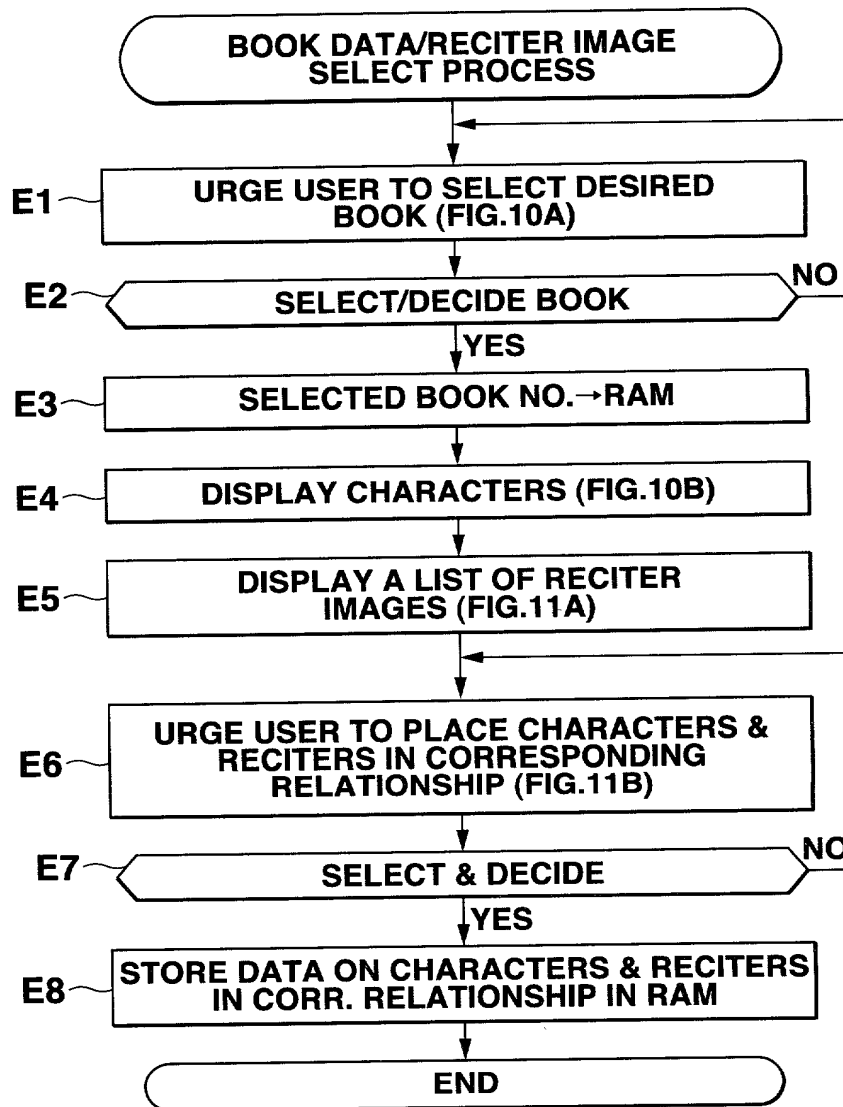 BOOK DATA/RECITER IMAGE
SELECT PROCESS
E1
URGE USER TO SELECT DESIRED
BOOK (FIG.10A)
E2
SELECT/DECIDE BOOK
NO
YES
E3
SELECTED BOOK NO.→RAM
E4
DISPLAY CHARACTERS (FIG.10B)
E5
DISPLAY A LIST OF RECITER
IMAGES (FIG.11A)
E6
URGE USER TO PLACE CHARACTERS &
RECITERS IN CORRESPONDING
RELATIONSHIP (FIG.11B)
E7
SELECT & DECIDE
NO
YES
E8
STORE DATA ON CHARACTERS & RECITERS
IN CORR. RELATIONSHIP IN RAM
END